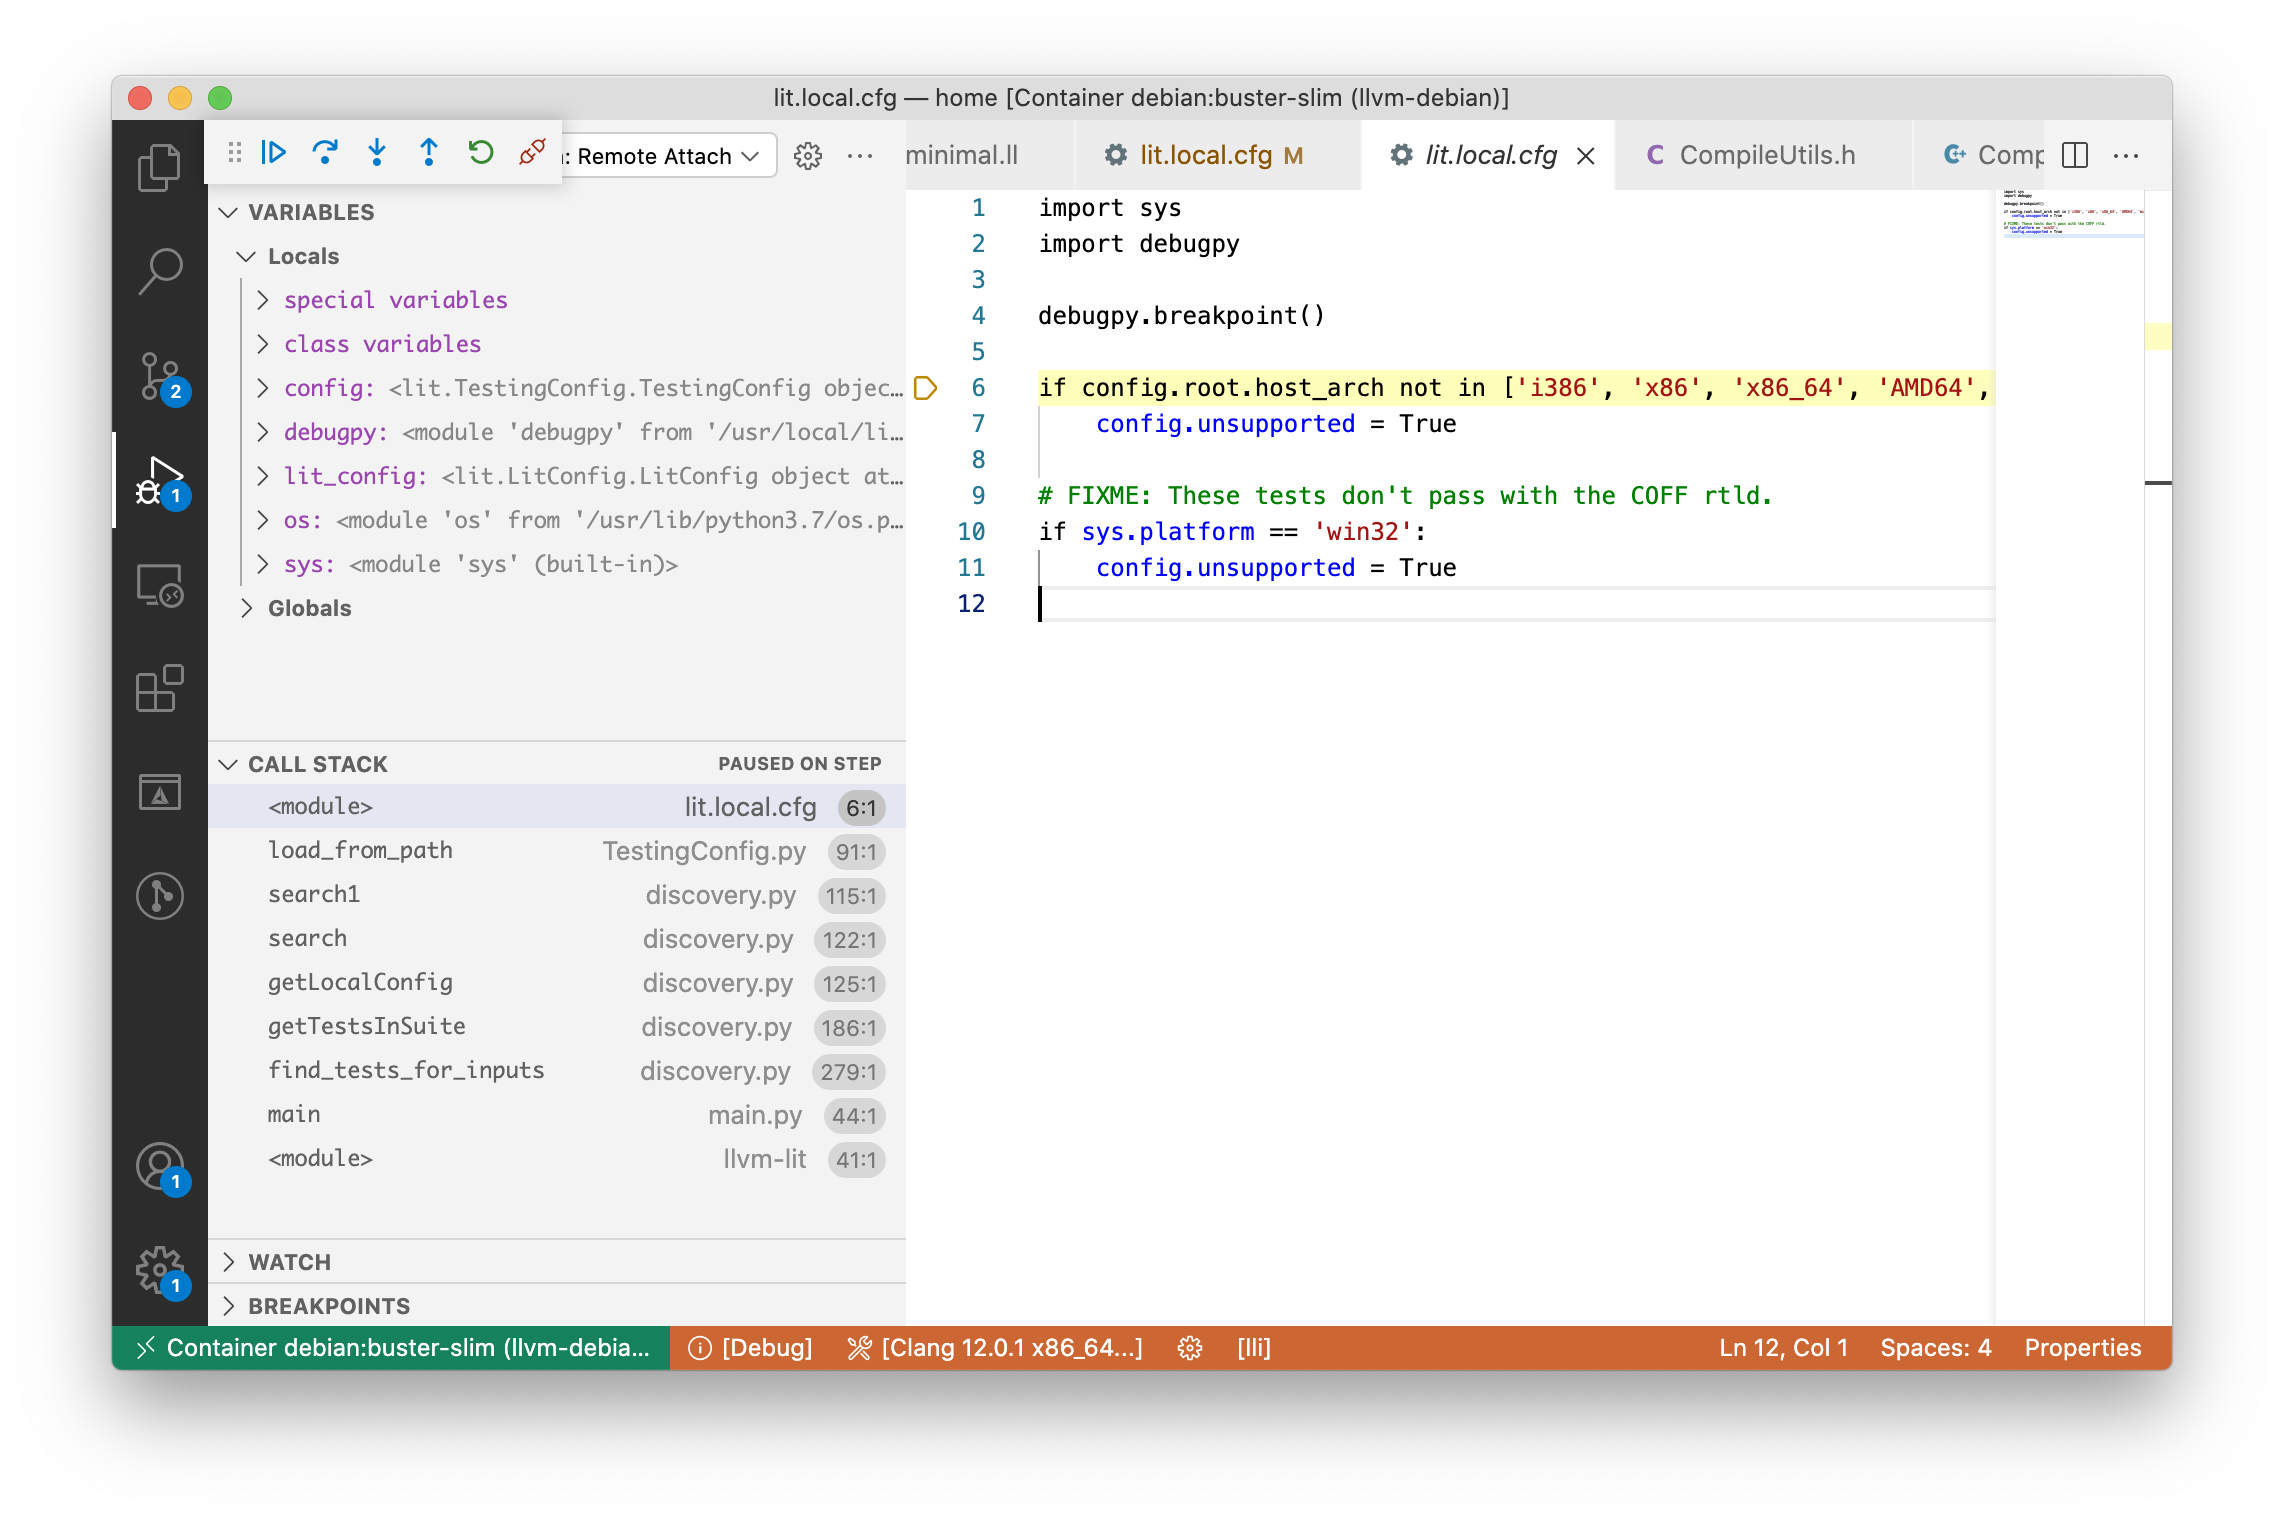 lit.local.cfg — home [Container debian:buster-slim (llvm-debian)]
: Remote Attach
minimal.ll
lit.local.cfg M
lit.local.cfg
C CompileUtils.h
Comp
VARIABLES
Locals
special variables
class variables
config: <lit.TestingConfig.TestingConfig objec…
debugpy: <module 'debugpy' from '/usr/local/li…
lit_config: <lit.LitConfig.LitConfig object at…
os: <module 'os' from '/usr/lib/python3.7/os.p…
sys: <module 'sys' (built-in)>
Globals
2
1
CALL STACK PAUSED ON STEP
<module> lit.local.cfg 6:1
load_from_path TestingConfig.py 91:1
search1 discovery.py 115:1
search discovery.py 122:1
getLocalConfig discovery.py 125:1
getTestsInSuite discovery.py 186:1
find_tests_for_inputs discovery.py 279:1
main main.py 44:1
<module> llvm-lit 41:1
WATCH
BREAKPOINTS
1
1
1 import sys
2 import debugpy
3
4 debugpy.breakpoint()
5
6 if config.root.host_arch not in ['i386', 'x86', 'x86_64', 'AMD64',
7 config.unsupported = True
8
9 # FIXME: These tests don't pass with the COFF rtld.
10 if sys.platform == 'win32':
11 config.unsupported = True
12
Container debian:buster-slim (llvm-debia... [Debug] [Clang 12.0.1 x86_64...] [lli] Ln 12, Col 1 Spaces: 4 Properties